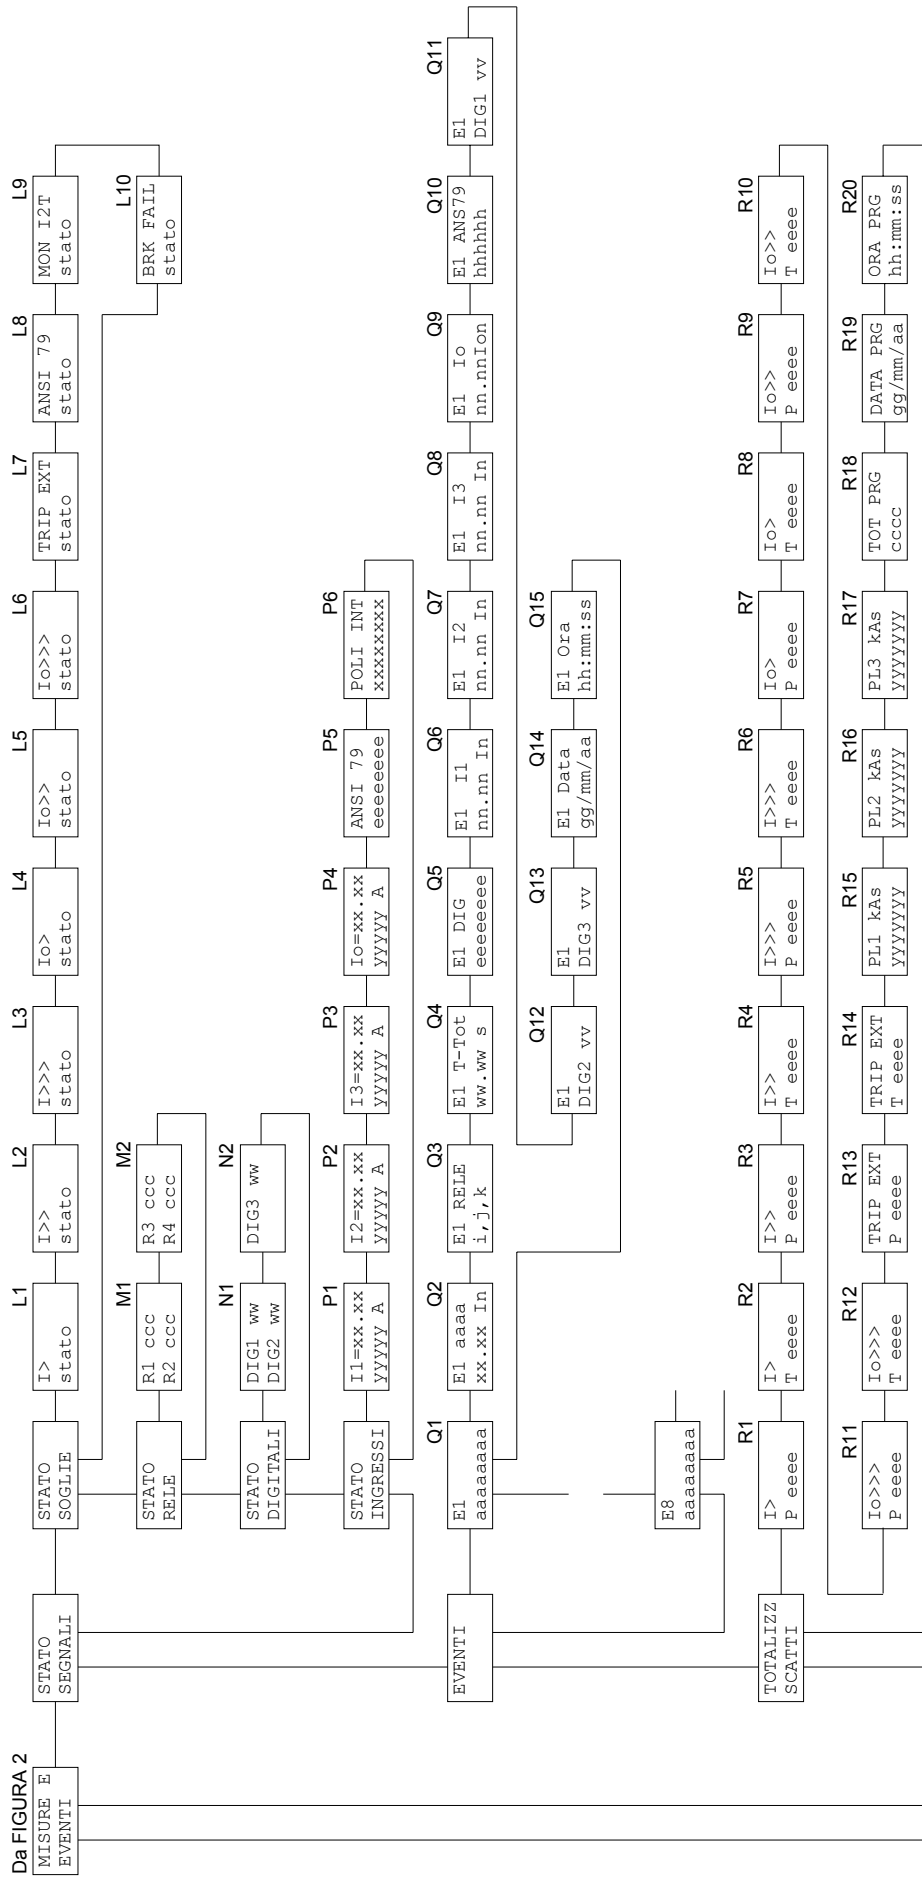 Da FIGURA 2
MISURE E
EVENTI
STATO
SEGNALI
STATO
SOGLIE
L1
I>
stato
L2
I>>
stato
L3
I>>>
stato
L4
Io>
stato
L5
Io>>
stato
L6
Io>>>
stato
L7
TRIP EXT
stato
L8
ANSI 79
stato
L9
MON I2T
stato
L10
BRK FAIL
stato
STATO
RELE
M1
R1 ccc
R2 ccc
M2
R3 ccc
R4 ccc
STATO
DIGITALI
N1
DIG1 ww
DIG2 ww
N2
DIG3 ww
STATO
INGRESSI
P1
I1=xx.xx
yyyyy A
P2
I2=xx.xx
yyyyy A
P3
I3=xx.xx
yyyyy A
P4
Io=xx.xx
yyyyy A
P5
ANSI 79
eeeeeeee
P6
POLI INT
xxxxxxxx
EVENTI
Q1
E1
aaaaaaaa
Q2
E1 aaaa
xx.xx In
Q3
E1 RELE
i,j,k
Q4
E1 T-Tot
ww.ww s
Q5
E1 DIG
eeeeeeee
Q6
E1 I1
nn.nn In
Q7
E1 I2
nn.nn In
Q8
E1 I3
nn.nn In
Q9
E1 Io
nn.nnIon
Q10
E1 ANS79
hhhhhh
Q11
E1
DIG1 vv
Q12
E1
DIG2 vv
Q13
E1
DIG3 vv
Q14
E1 Data
gg/mm/aa
Q15
E1 Ora
hh:mm:ss
E8
aaaaaaaa
TOTALIZZ
SCATTI
R1
I>
P eeee
R2
I>
T eeee
R3
I>>
P eeee
R4
I>>
T eeee
R5
I>>>
P eeee
R6
I>>>
T eeee
R7
Io>
P eeee
R8
Io>
T eeee
R9
Io>>
P eeee
R10
Io>>
T eeee
R11
Io>>>
P eeee
R12
Io>>>
T eeee
R13
TRIP EXT
P eeee
R14
TRIP EXT
T eeee
R15
PL1 kAs
yyyyyyy
R16
PL2 kAs
yyyyyyy
R17
PL3 kAs
yyyyyyy
R18
TOT PRG
cccc
R19
DATA PRG
gg/mm/aa
R20
ORA PRG
hh:mm:ss